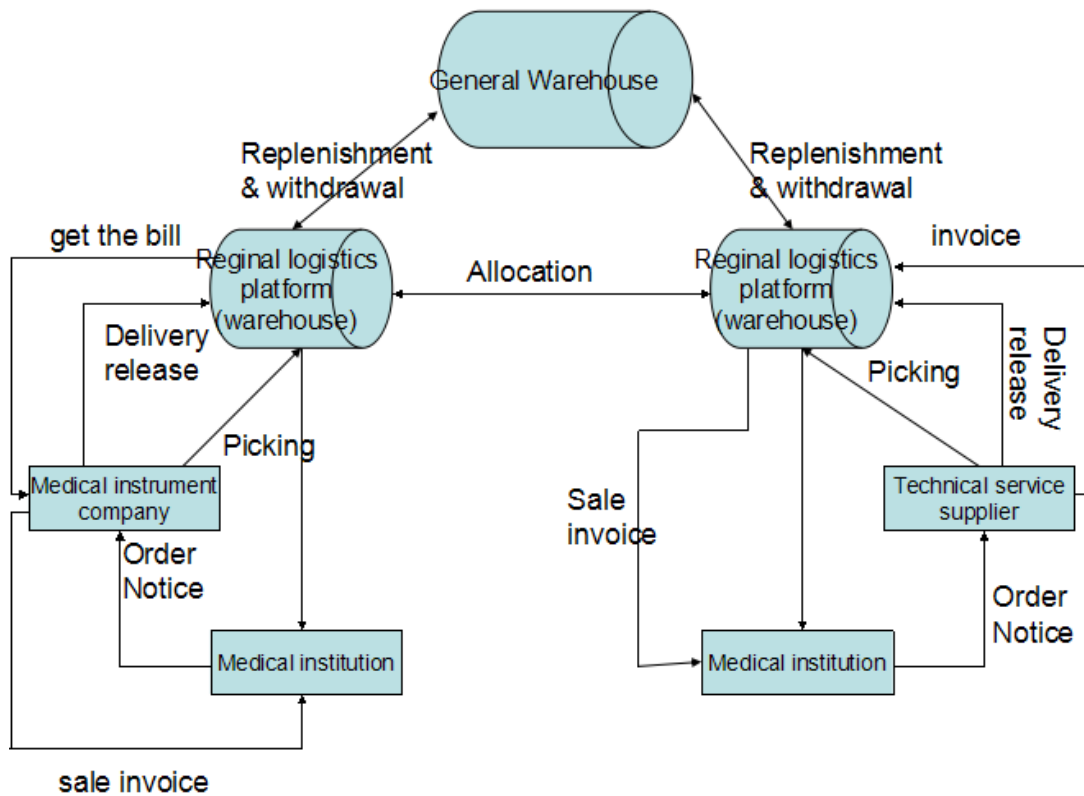 General Warehouse
Replenishment
& withdrawal
Replenishment
& withdrawal
get the bill
invoice
Reginal logistics
platform
(warehouse)
Allocation
Reginal logistics
platform
(warehouse)
Delivery
release
Delivery
release
Picking
Picking
Medical instrument
company
Technical service
supplier
Sale
invoice
Order
Notice
Order
Notice
Medical institution
Medical institution
sale invoice